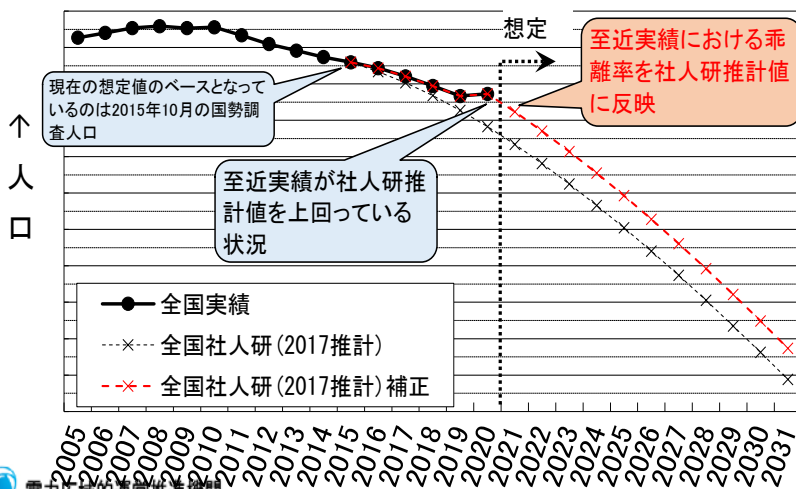 想定
至近実績における乖
離率を社人研推計値
に反映
現在の想定値のベースとなって
いるのは2015年10月の国勢調
査人口
↑
人
口
至近実績が社人研推
計値を上回っている
状況
全国実績
全国社人研(2017推計)
全国社人研(2017推計)補正
2005
2006
2007
2008
2009
2010
2011
2012
2013
2014
2015
2016
2017
2018
2019
2020
2021
2022
2023
2024
2025
2026
2027
2028
2029
2030
2031